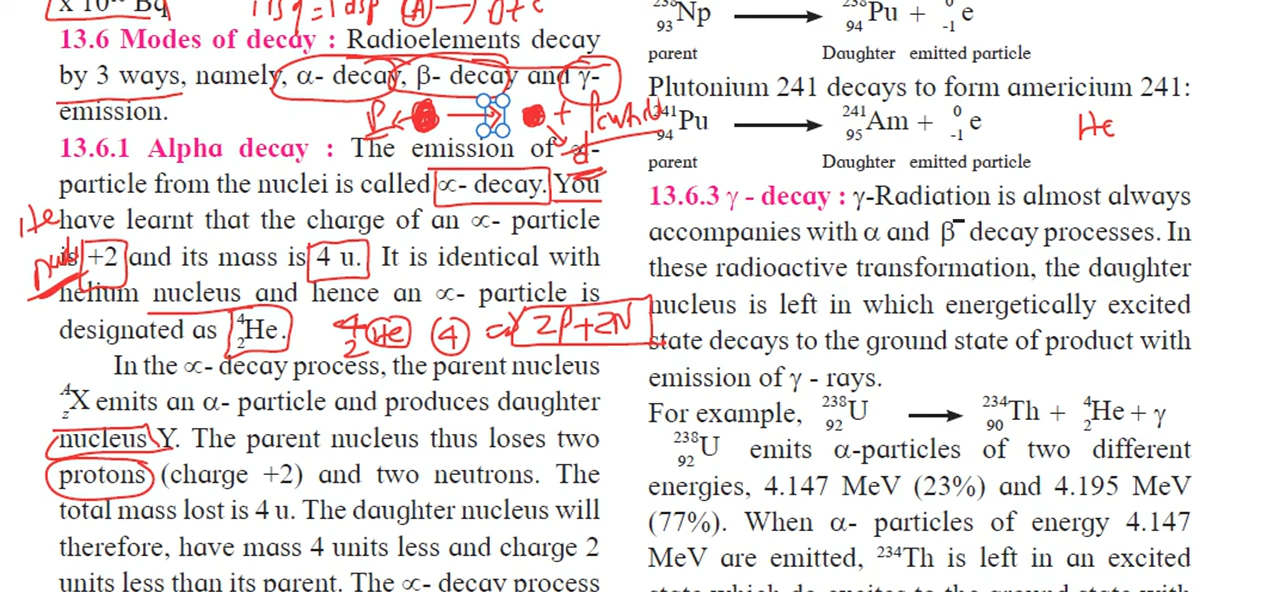 x 10¹⁰ Bq
13.6 Modes of decay : Radioelements decay
by 3 ways, namely, α- decay, β- decay and γ-
emission.
13.6.1 Alpha decay : The emission of α-
particle from the nuclei is called ∝- decay. You
have learnt that the charge of an ∝- particle
is +2 and its mass is 4 u. It is identical with
helium nucleus and hence an ∝- particle is
designated as ⁴₂He.
⁴₂He 4 2P+2N
He
In the ∝- decay process, the parent nucleus
ᴬzX emits an α- particle and produces daughter
nucleus Y. The parent nucleus thus loses two
protons (charge +2) and two neutrons. The
total mass lost is 4 u. The daughter nucleus will
therefore, have mass 4 units less and charge 2
units less than its parent. The ∝- decay process
²³⁸₉₃Np ⟶ ²³⁸₉₄Pu + ⁰₋₁e
parent Daughter emitted particle
Plutonium 241 decays to form americium 241:
²⁴¹₉₄Pu ⟶ ²⁴¹₉₅Am + ⁰₋₁e He
parent Daughter emitted particle
13.6.3 γ - decay : γ-Radiation is almost always
accompanies with α and β⁻ decay processes. In
these radioactive transformation, the daughter
nucleus is left in which energetically excited
state decays to the ground state of product with
emission of γ - rays.
For example, ²³⁸₉₂U ⟶ ²³⁴₉₀Th + ⁴₂He + γ
²³⁸₉₂U emits α-particles of two different
energies, 4.147 MeV (23%) and 4.195 MeV
(77%). When α- particles of energy 4.147
MeV are emitted, ²³⁴Th is left in an excited